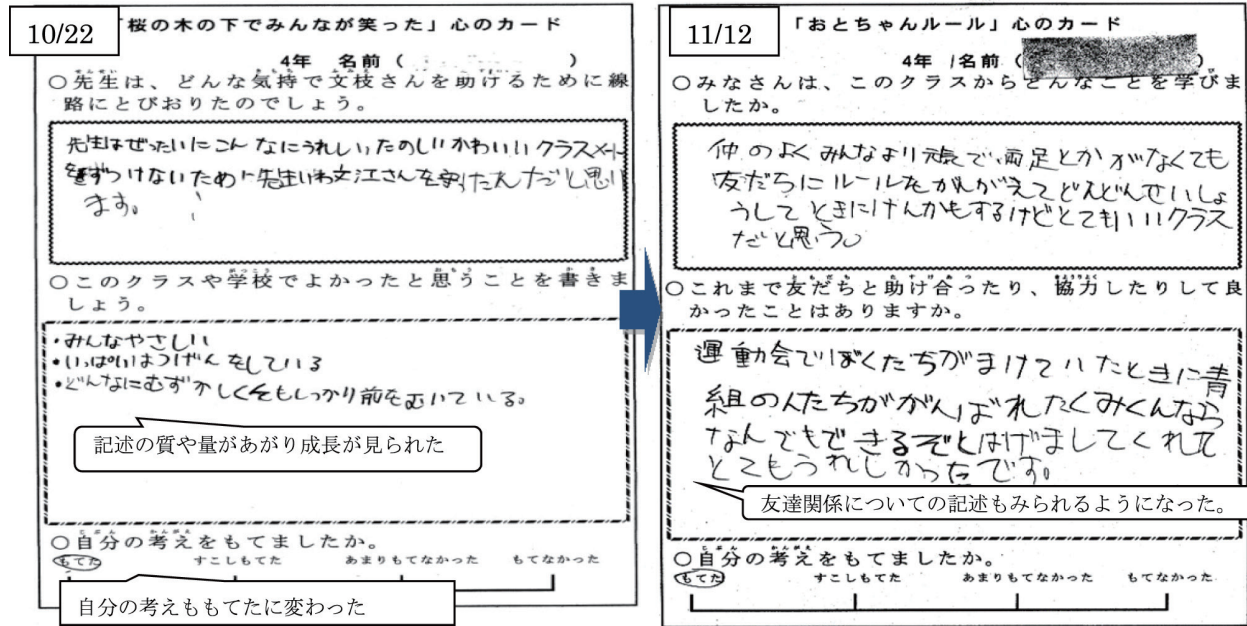 10/22
「桜の木の下でみんなが笑った」心のカード
4年 名前（ ）
○先生は、どんな気持で文枝さんを助けるために線
路にとびおりたのでしょう。
先生はぜったいにこんなにうれしいたのしいかわいいクラスメート
をきずつけないため 先生いわ文江さんを守ったんだと思い
ます。
○このクラスや学校でよかったと思うことを書きま
しょう。
・みんなやさしい
・いっぱいはつげんをしている
・どんなにむずかしくてもしっかり前をむいている。
記述の質や量があがり成長が見られた
○自分の考えをもてましたか。
もてた すこしもてた あまりもてなかった もてなかった
自分の考えももてたに変わった
11/12
「おとちゃんルール」心のカード
4年 名前（ ）
○みなさんは、このクラスからどんなことを学びま
したか。
仲のよくみんなより元気で、両足とかがなくても
友だちにルールをかんがえてどんどんせいしょ
うして ときにけんかもするけどとてもいいクラス
だと思う。
○これまで友だちと助け合ったり、協力したりして良
かったことはありますか。
運動会でぼくたちがまけていたときに青
組の人たちががんばれたくみくんなら
なんでもできるぞとはげましてくれて
とてもうれしかったです。
友達関係についての記述もみられるようになった。
○自分の考えをもてましたか。
もてた すこしもてた あまりもてなかった もてなかった